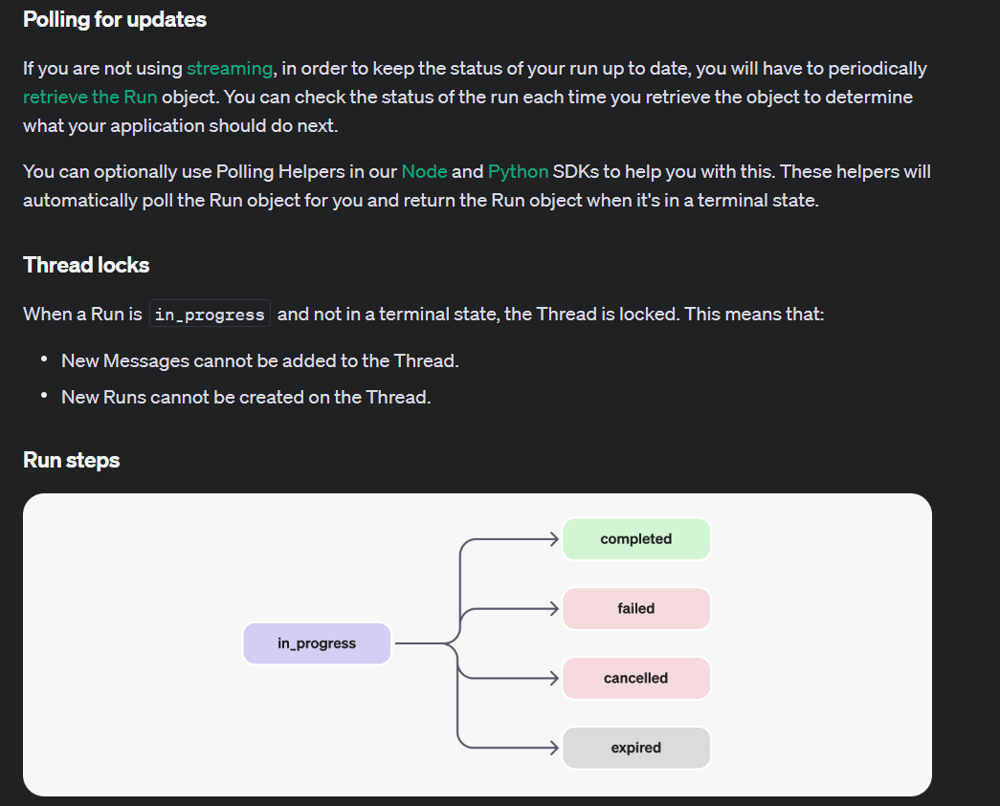 Polling for updates
If you are not using streaming, in order to keep the status of your run up to date, you will have to periodically
retrieve the Run object. You can check the status of the run each time you retrieve the object to determine
what your application should do next.
You can optionally use Polling Helpers in our Node and Python SDKs to help you with this. These helpers will
automatically poll the Run object for you and return the Run object when it's in a terminal state.
Thread locks
When a Run is in_progress and not in a terminal state, the Thread is locked. This means that:
• New Messages cannot be added to the Thread.
• New Runs cannot be created on the Thread.
Run steps
completed
failed
in_progress
cancelled
expired